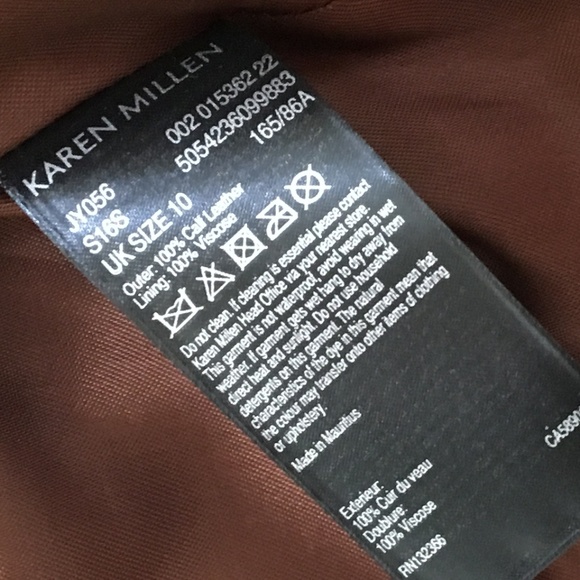 KAREN MILLEN
002 015362 22
5054236099883
165/86A
JY056
S16S
UK SIZE 10
Outer: 100% Calf Leather
Lining: 100% Viscose
Do not clean. If cleaning is essential please contact
Karen Millen Head Office via your nearest store.
This garment is not waterproof, avoid wearing in wet
weather. If garment gets wet hang to dry away from
direct heat and sunlight. Do not use household
detergents on this garment. The natural
characteristics of the dye in this garment mean that
the colour may transfer onto other items of clothing
or upholstery.
Made in Mauritius
Exterieur:
100% Cuir du veau
Doublure:
100% Viscose
RN132366